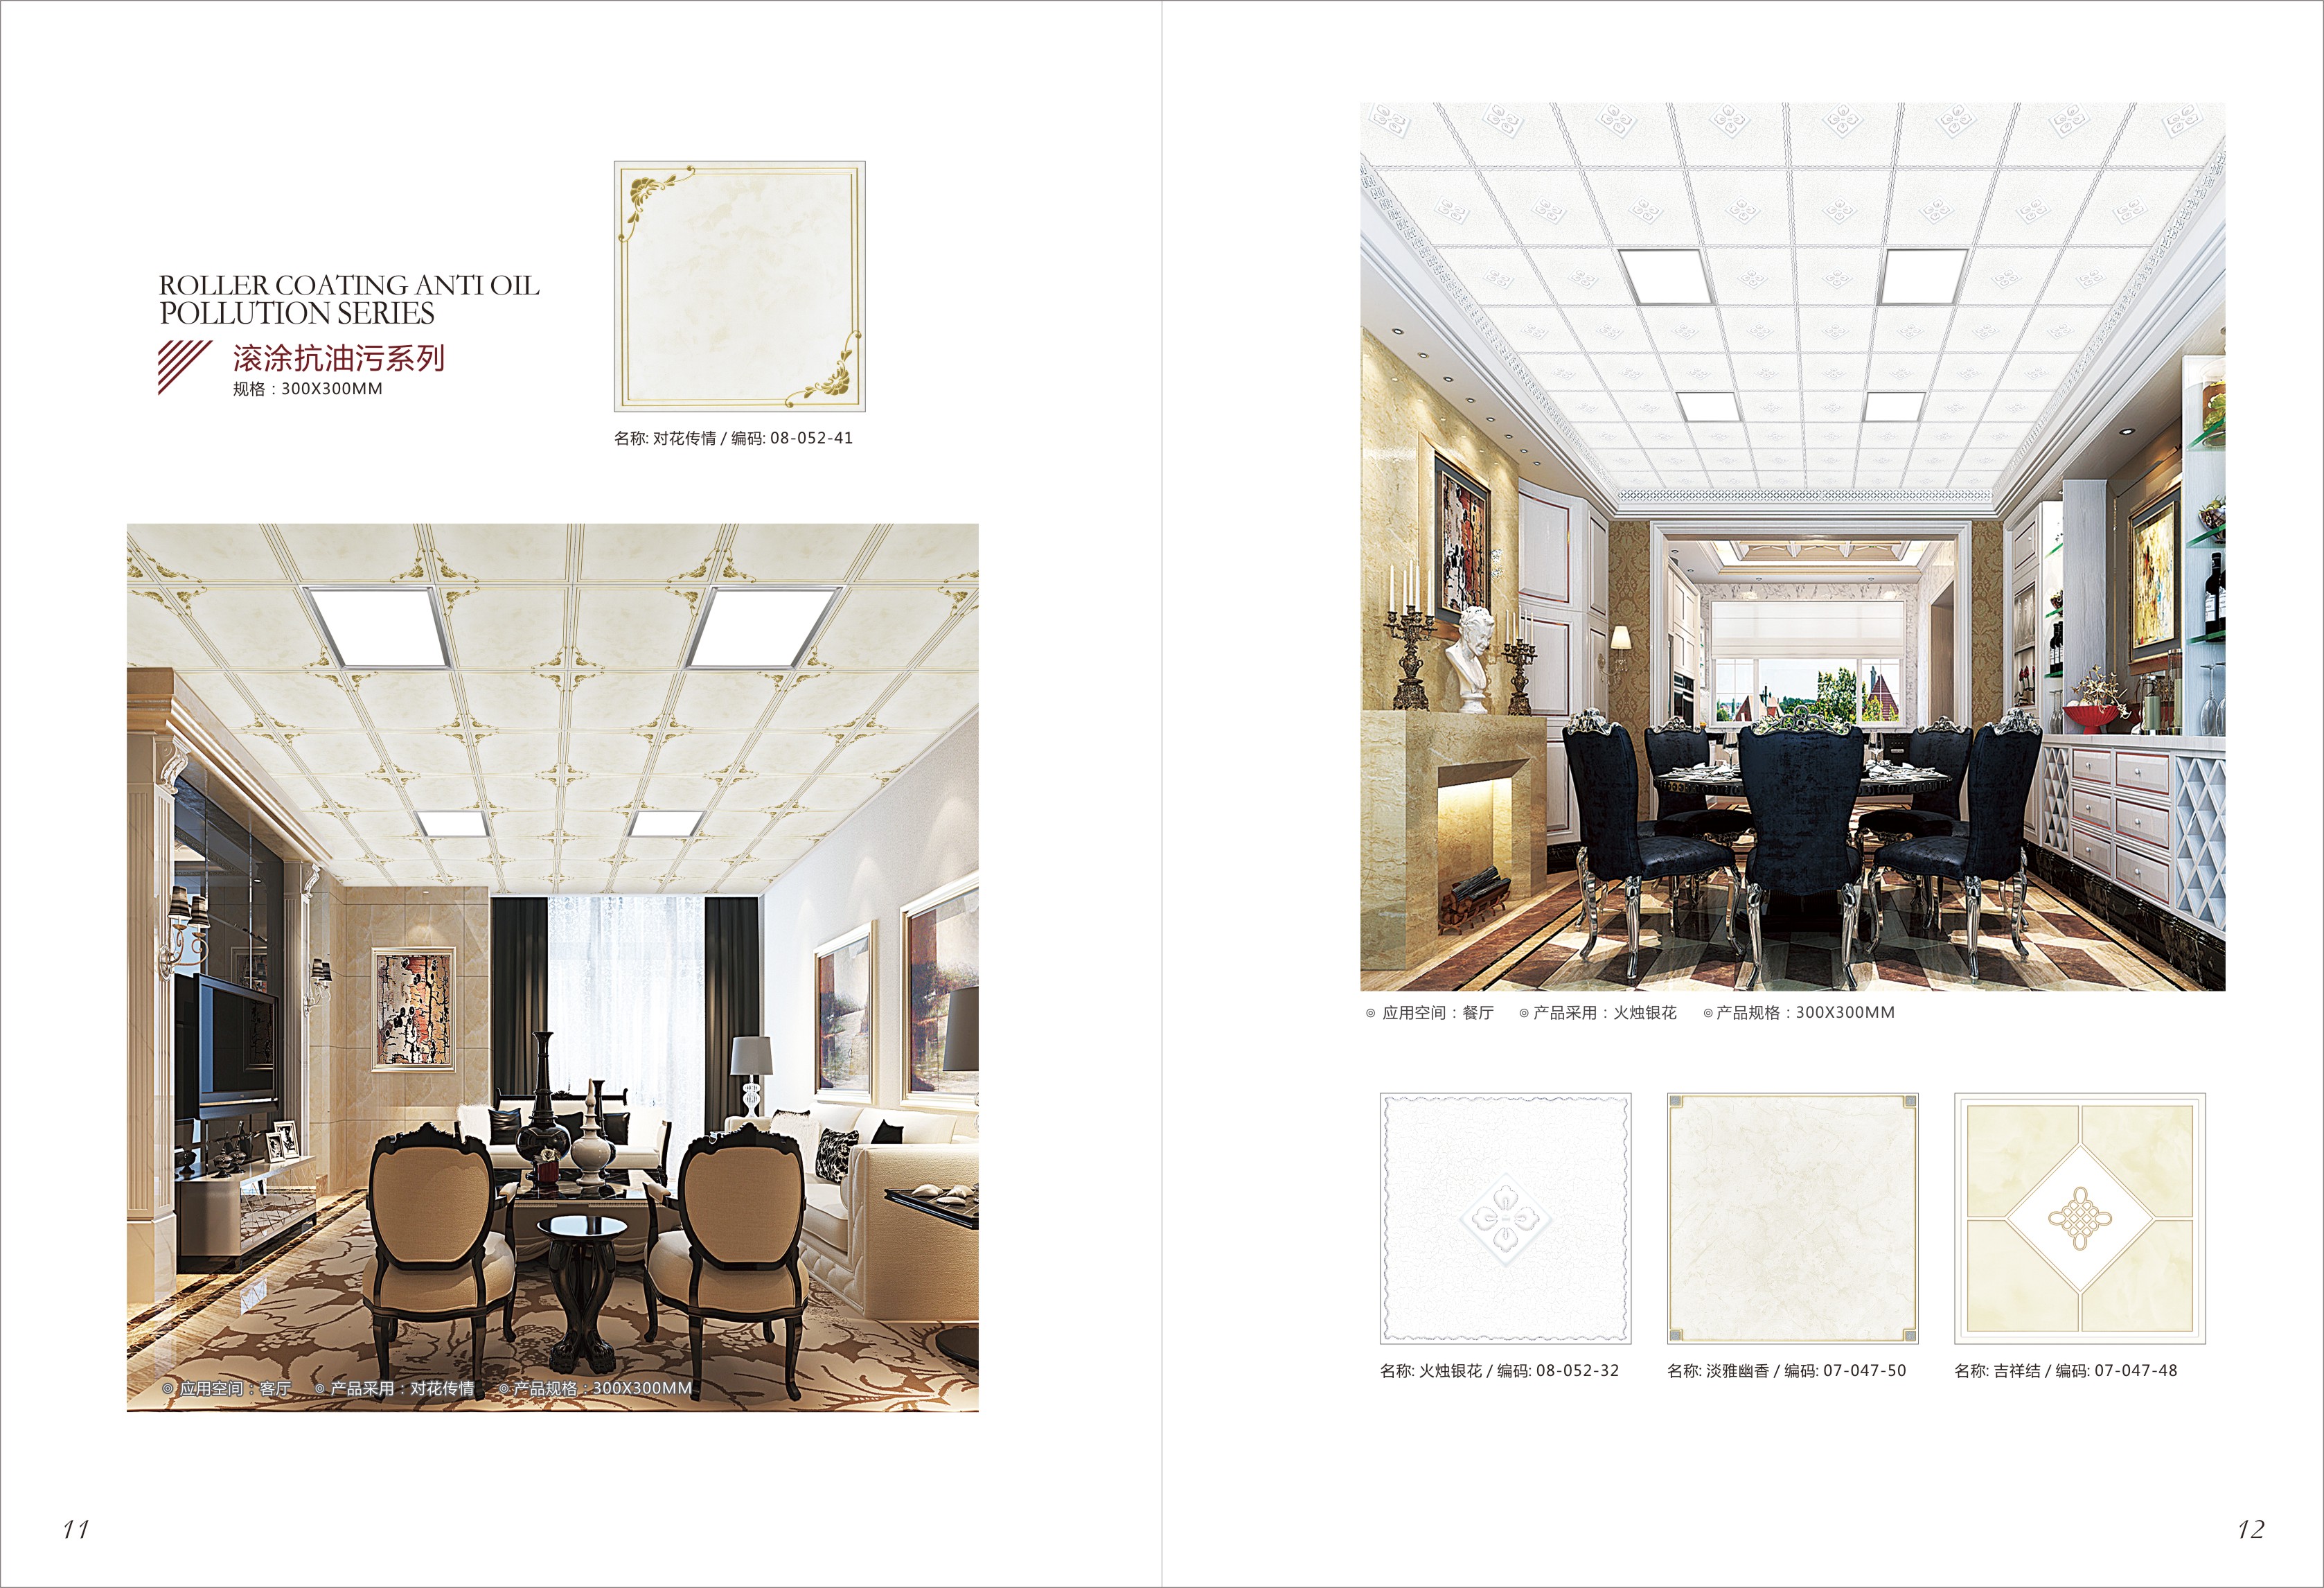 ROLLER COATING ANTI OIL
POLLUTION SERIES
滚涂抗油污系列
规格：300X300MM
名称: 对花传情 / 编码: 08-052-41
◎ 应用空间：客厅 ◎ 产品采用：对花传情 ◎ 产品规格：300X300MM
11
◎ 应用空间：餐厅 ◎ 产品采用：火烛银花 ◎ 产品规格：300X300MM
名称: 火烛银花 / 编码: 08-052-32
名称: 淡雅幽香 / 编码: 07-047-50
名称: 吉祥结 / 编码: 07-047-48
12